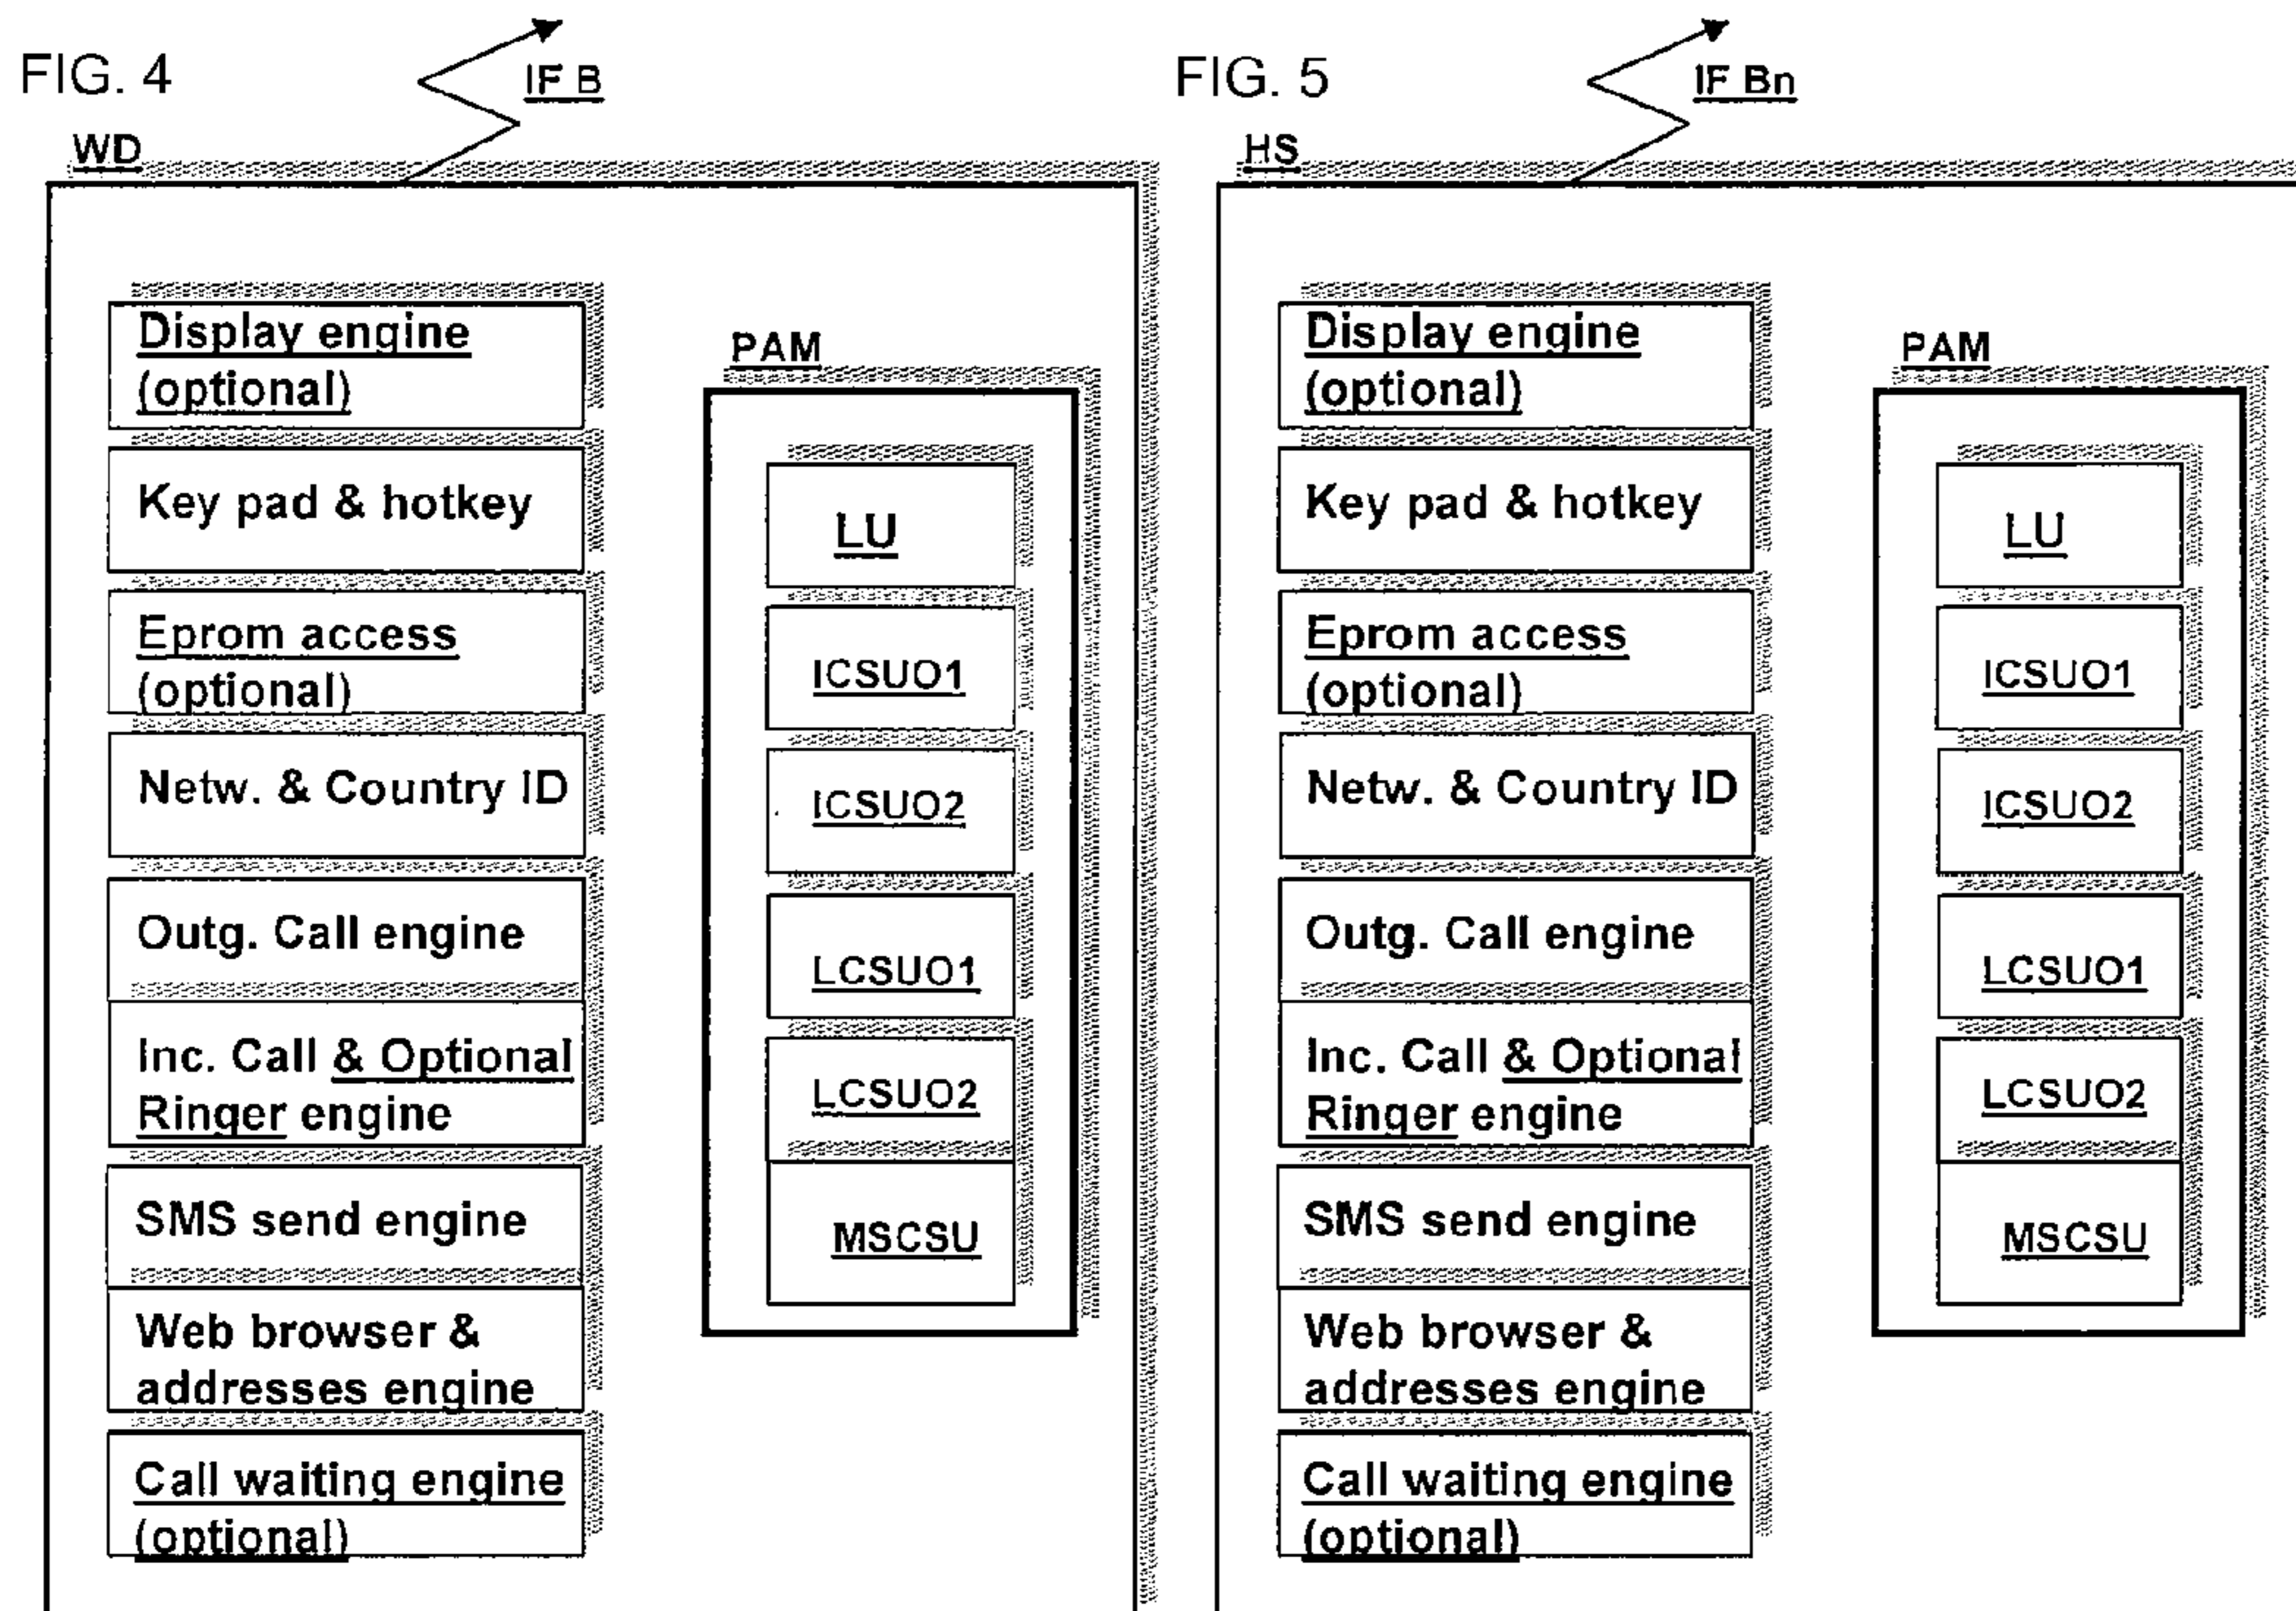 FIG. 4
IF B
WD
Display engine
(optional)
Key pad & hotkey
Eprom access
(optional)
Netw. & Country ID
Outg. Call engine
Inc. Call & Optional
Ringer engine
SMS send engine
Web browser &
addresses engine
Call waiting engine
(optional)
PAM
LU
ICSUO1
ICSUO2
LCSUO1
LCSUO2
MSCSU
FIG. 5
IF Bn
HS
Display engine
(optional)
Key pad & hotkey
Eprom access
(optional)
Netw. & Country ID
Outg. Call engine
Inc. Call & Optional
Ringer engine
SMS send engine
Web browser &
addresses engine
Call waiting engine
(optional)
PAM
LU
ICSUO1
ICSUO2
LCSUO1
LCSUO2
MSCSU